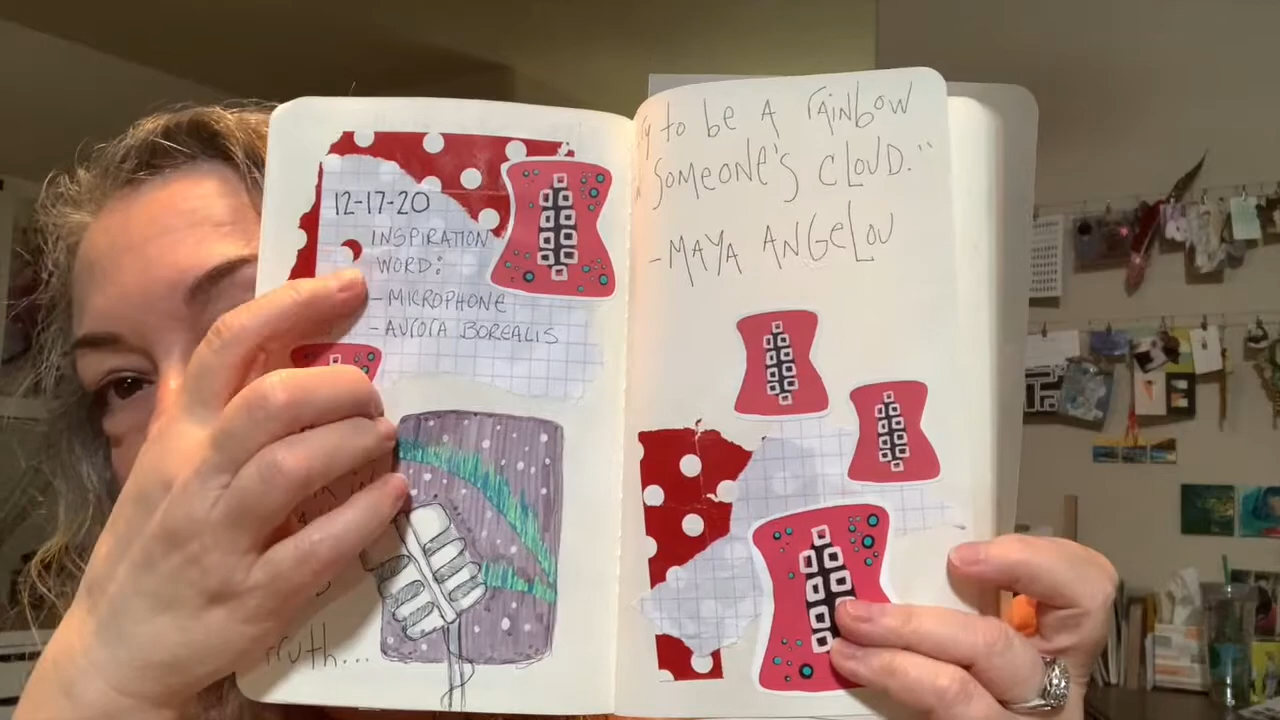 12-17-20
INSPIRATION
WORD:
- MICROPHONE
- AURORA BOREALIS
truth...
to be A rAiNBOW
SOMEONE'S CLOUD."
- MAYA ANGELOU